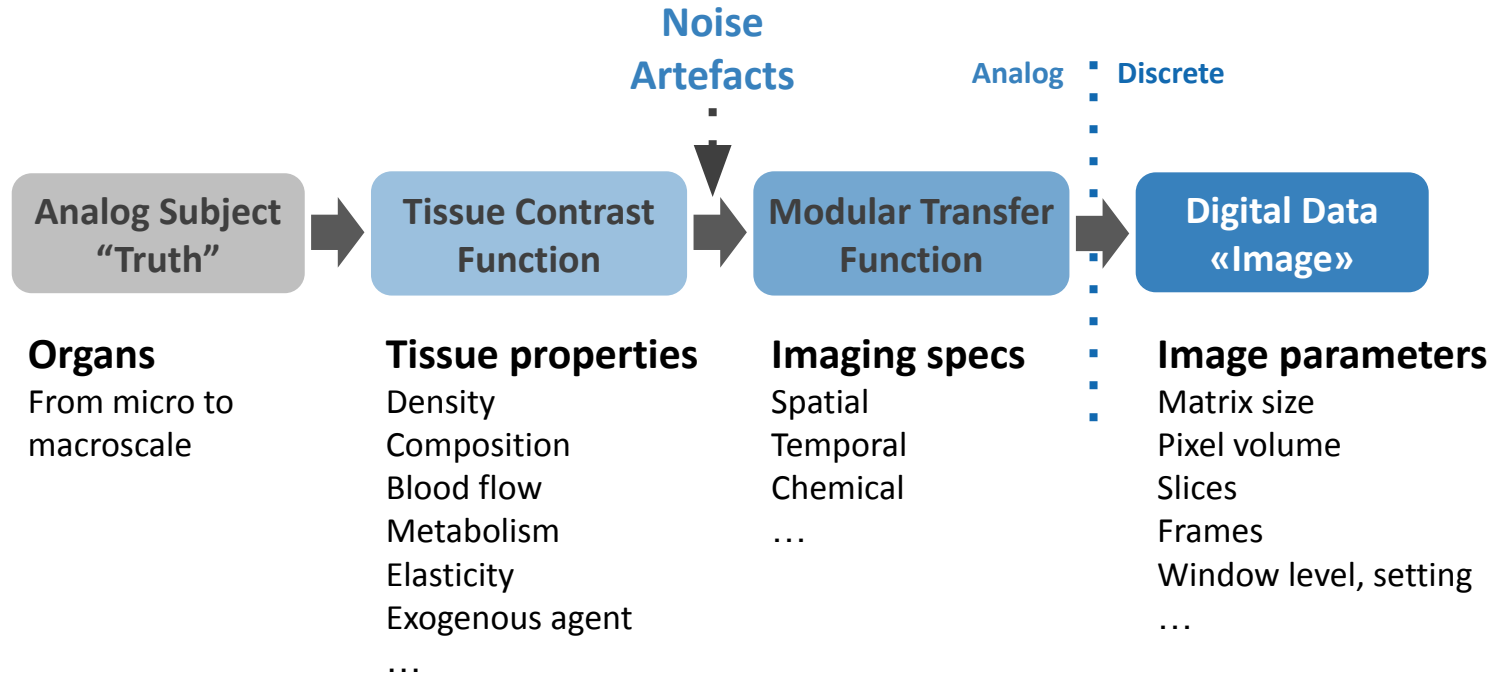 Noise
Artefacts
Analog
Discrete
Analog Subject
“Truth”
Tissue Contrast
Function
Modular Transfer
Function
Digital Data
«Image»
Organs
From micro to
macroscale
Tissue properties
Density
Composition
Blood flow
Metabolism
Elasticity
Exogenous agent
…
Imaging specs
Spatial
Temporal
Chemical
…
Image parameters
Matrix size
Pixel volume
Slices
Frames
Window level, setting
…